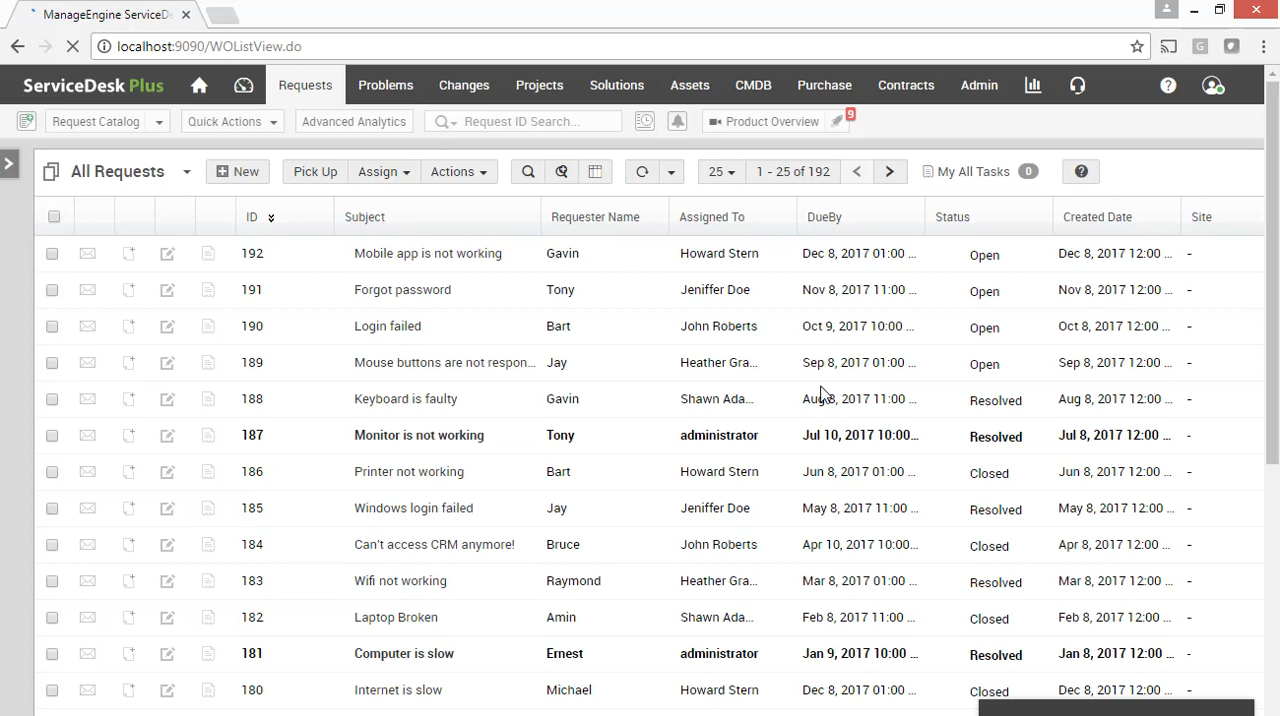 ManageEngine ServiceD
localhost:9090/WOListView.do
ServiceDesk Plus Requests Problems Changes Projects Solutions Assets CMDB Purchase Contracts Admin
Request Catalog Quick Actions Advanced Analytics Request ID Search... Product Overview 9
All Requests New Pick Up Assign Actions 25 1 - 25 of 192 My All Tasks 0
ID Subject Requester Name Assigned To DueBy Status Created Date Site
192 Mobile app is not working Gavin Howard Stern Dec 8, 2017 01:00 ... Open Dec 8, 2017 12:00 ... -
191 Forgot password Tony Jeniffer Doe Nov 8, 2017 11:00 ... Open Nov 8, 2017 12:00 ... -
190 Login failed Bart John Roberts Oct 9, 2017 10:00 ... Open Oct 8, 2017 12:00 ... -
189 Mouse buttons are not respon... Jay Heather Gra... Sep 8, 2017 01:00 ... Open Sep 8, 2017 12:00 ... -
188 Keyboard is faulty Gavin Shawn Ada... Aug 8, 2017 11:00 ... Resolved Aug 8, 2017 12:00 ... -
187 Monitor is not working Tony administrator Jul 10, 2017 10:00... Resolved Jul 8, 2017 12:00 ... -
186 Printer not working Bart Howard Stern Jun 8, 2017 01:00 ... Closed Jun 8, 2017 12:00 ... -
185 Windows login failed Jay Jeniffer Doe May 8, 2017 11:00 ... Resolved May 8, 2017 12:00 ... -
184 Can't access CRM anymore! Bruce John Roberts Apr 10, 2017 10:00... Closed Apr 8, 2017 12:00 ... -
183 Wifi not working Raymond Heather Gra... Mar 8, 2017 01:00 ... Resolved Mar 8, 2017 12:00 ... -
182 Laptop Broken Amin Shawn Ada... Feb 8, 2017 11:00 ... Closed Feb 8, 2017 12:00 ... -
181 Computer is slow Ernest administrator Jan 9, 2017 10:00 ... Resolved Jan 8, 2017 12:00 ... -
180 Internet is slow Michael Howard Stern Dec 8, 2017 01:00 ... Closed Dec 8, 2017 12:00 ... -